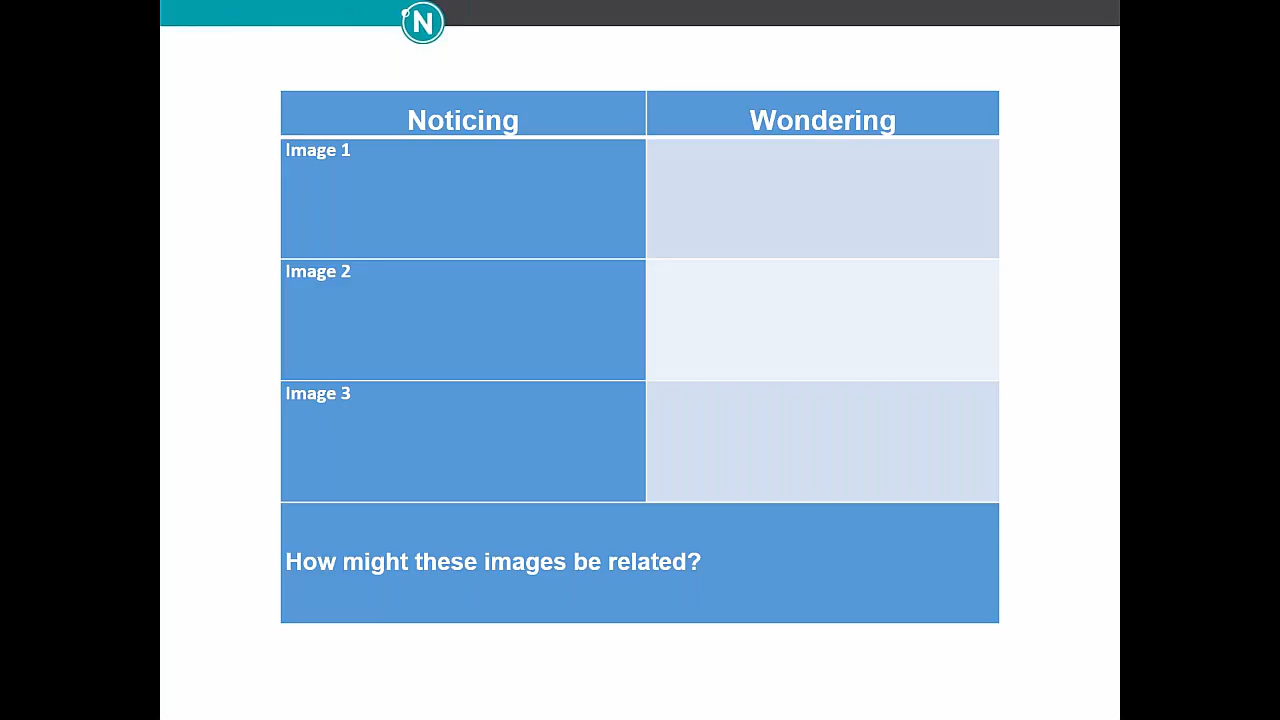 N
Noticing
Wondering
Image 1
Image 2
Image 3
How might these images be related?